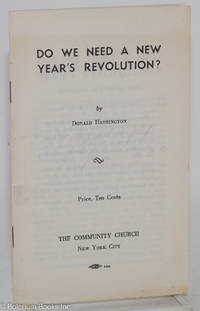 DO WE NEED A NEW
YEAR'S REVOLUTION?
by
DONALD HARRINGTON
Price, Ten Cents
THE COMMUNITY CHURCH
NEW YORK CITY
Bolerium Books Inc.